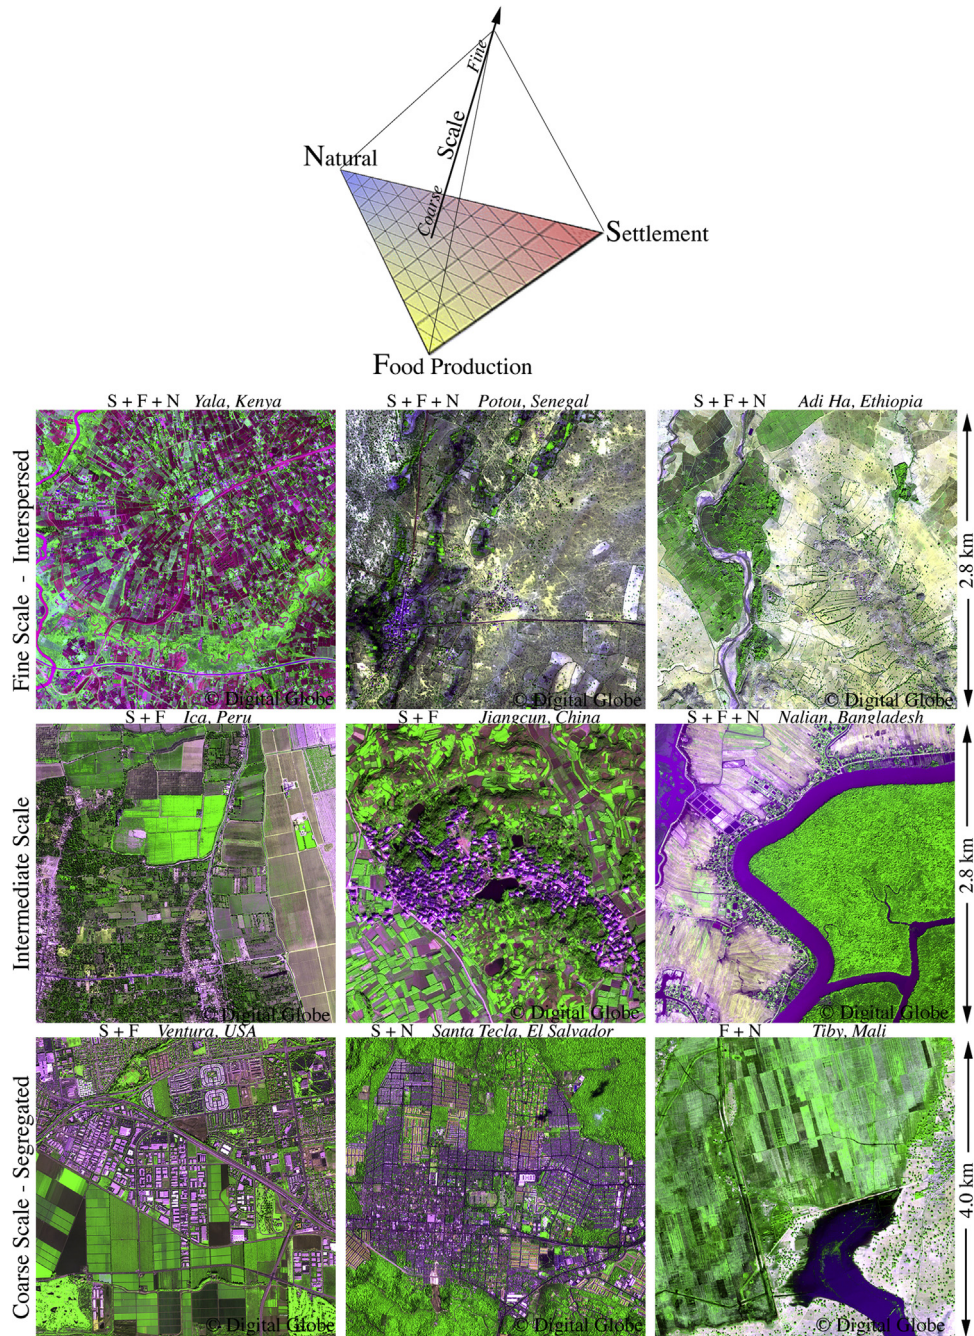 Fine
Scale
Coarse
Natural
Settlement
Food Production
S + F + N Yala, Kenya
S + F + N Potou, Senegal
S + F + N Adi Ha, Ethiopia
Fine Scale - Interspersed
© Digital Globe
© Digital Globe
© Digital Globe
2.8 km
S + F Ica, Peru
S + F Jiangcun, China
S + F + N Nalian, Bangladesh
Intermediate Scale
© Digital Globe
© Digital Globe
© Digital Globe
2.8 km
S + F Ventura, USA
S + N Santa Tecla, El Salvador
F + N Tiby, Mali
Coarse Scale - Segregated
© Digital Globe
© Digital Globe
© Digital Globe
4.0 km